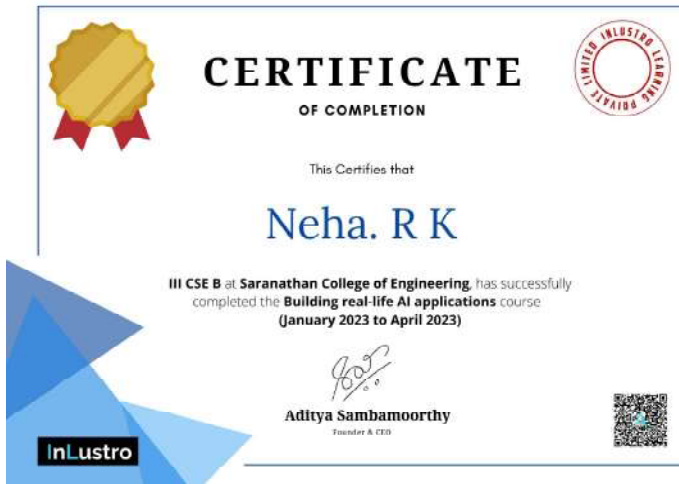 CERTIFICATE
OF COMPLETION
INLUSTRO LEARNING PRIVATE LIMITED
This Certifies that
Neha. R K
III CSE B at Saranathan College of Engineering, has successfully
completed the Building real-life AI applications course
(January 2023 to April 2023)
Aditya Sambamoorthy
Founder & CEO
InLustro